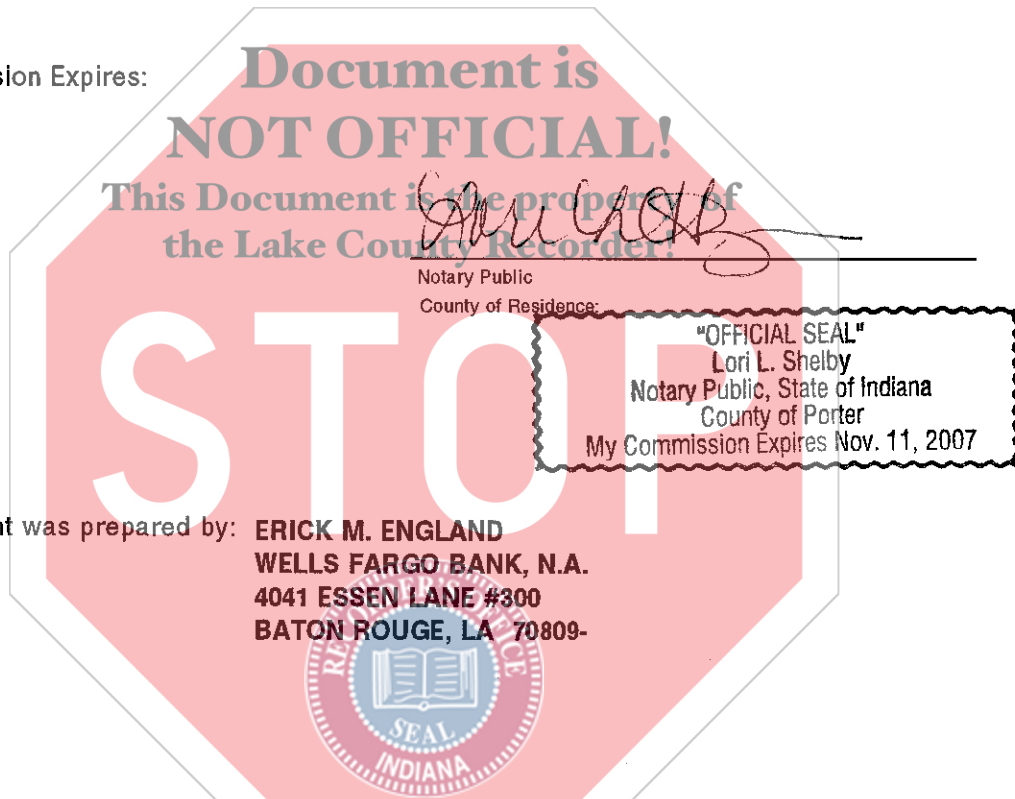 sion Expires:
Document is
NOT OFFICIAL!
This Document is the property of
the Lake County Recorder!
Notary Public
County of Residence:
"OFFICIAL SEAL"
Lori L. Shelby
Notary Public, State of Indiana
County of Porter
My Commission Expires Nov. 11, 2007
STOP
nt was prepared by: ERICK M. ENGLAND
WELLS FARGO BANK, N.A.
4041 ESSEN LANE #300
BATON ROUGE, LA 70809-
RECORDER'S OFFICE
SEAL
INDIANA